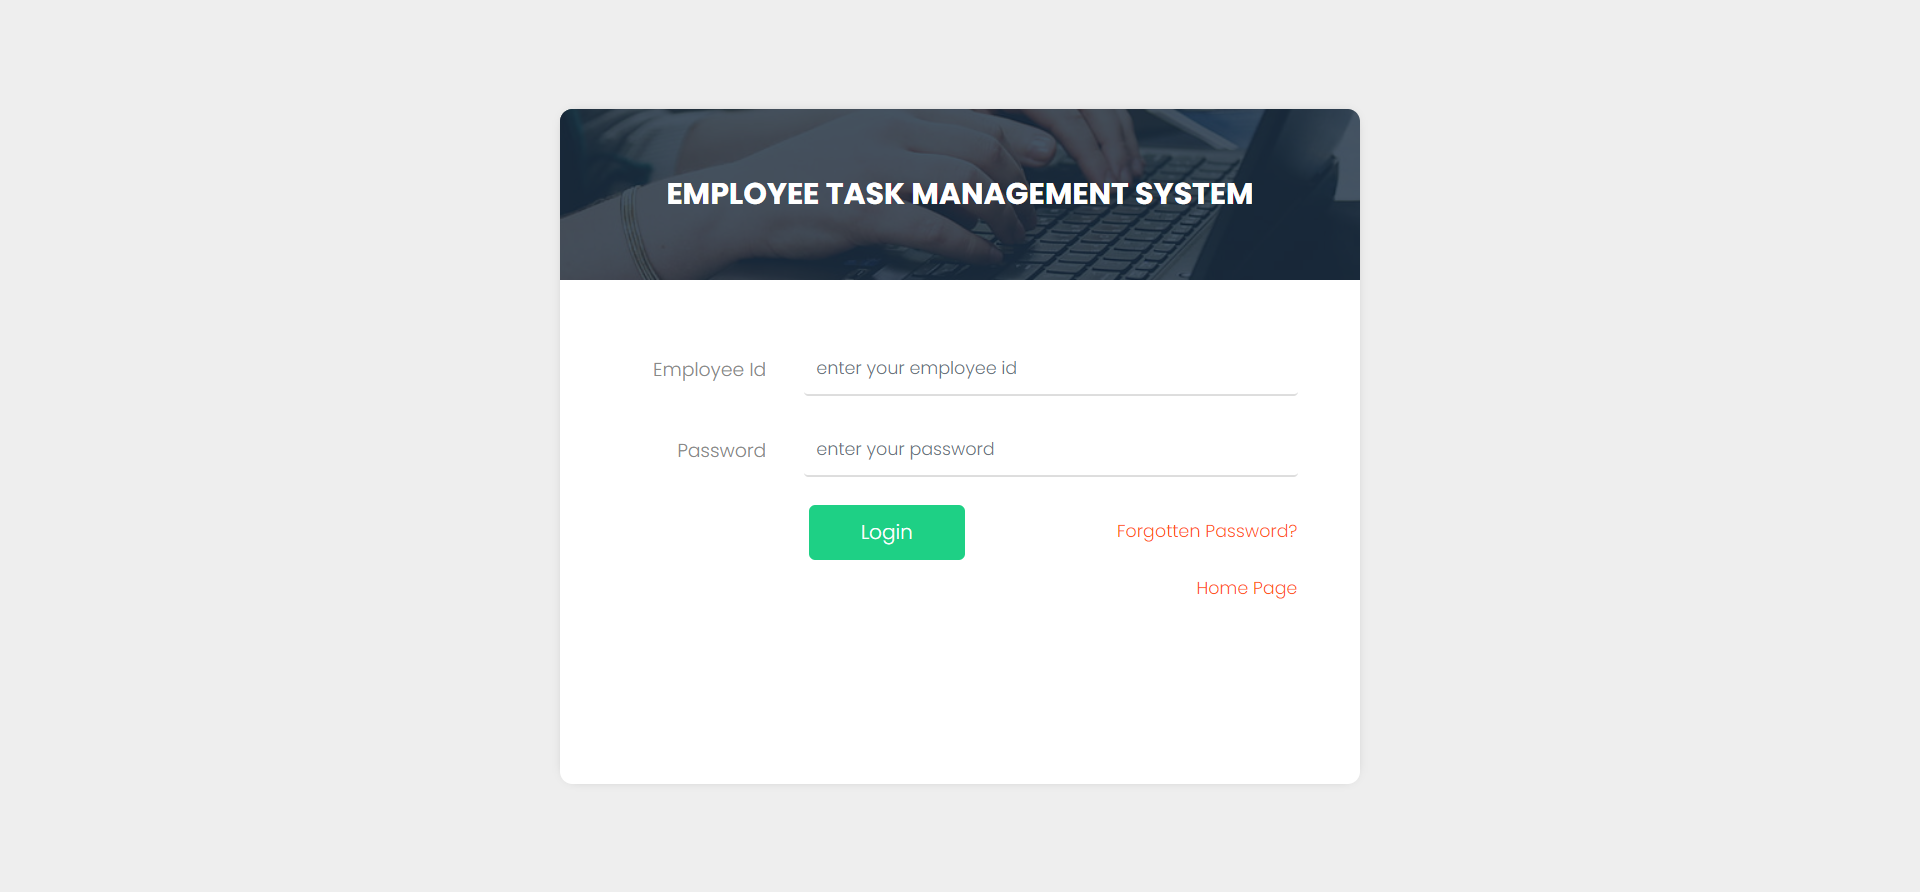 EMPLOYEE TASK MANAGEMENT SYSTEM
Employee Id
enter your employee id
Password
enter your password
Login
Forgotten Password?
Home Page